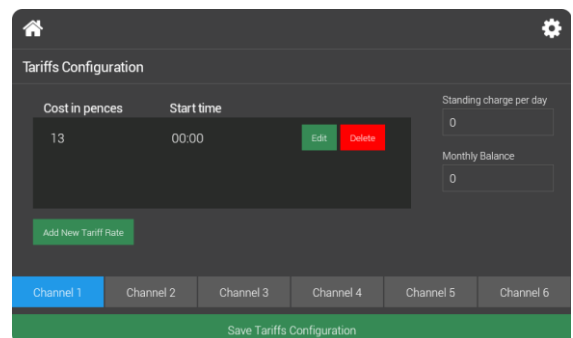 Tariffs Configuration
Cost in pences Start time
13 00:00 Edit Delete
Standing charge per day
0
Monthly Balance
0
Add New Tariff Rate
Channel 1 Channel 2 Channel 3 Channel 4 Channel 5 Channel 6
Save Tariffs Configuration